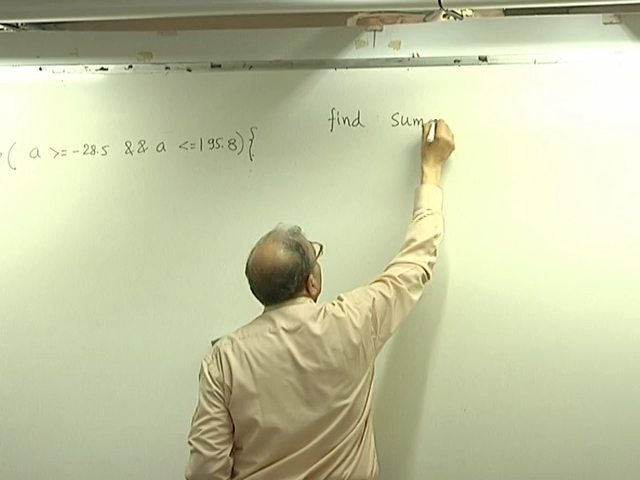 ( a >= -28.5 && a <= 195.8) {
find sum